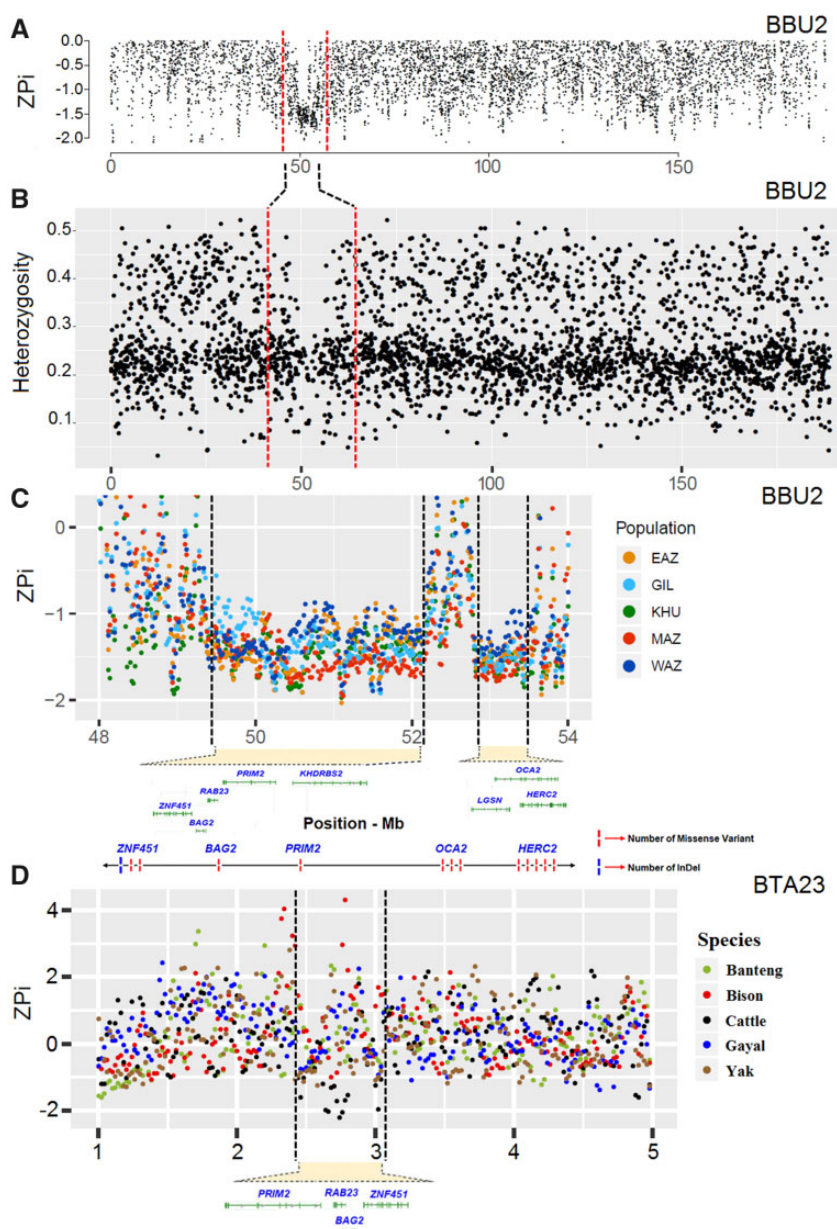 A
BBU2
ZPi
0.0
-0.5
-1.0
-1.5
-2.0
0 50 100 150
B
BBU2
Heterozygosity
0.5
0.4
0.3
0.2
0.1
0 50 100 150
C
BBU2
ZPi
0
−1
−2
48 50 52 54
Population
EAZ
GIL
KHU
MAZ
WAZ
PRIM2 KHDRBS2 OCA2
RAB23
ZNF451 LGSN HERC2
BAG2
Position - Mb
Number of Missense Variant
ZNF451 BAG2 PRIM2 OCA2 HERC2
Number of InDel
D
BTA23
ZPi
4
2
0
-2
1 2 3 4 5
Species
Banteng
Bison
Cattle
Gayal
Yak
PRIM2 RAB23 ZNF451
BAG2